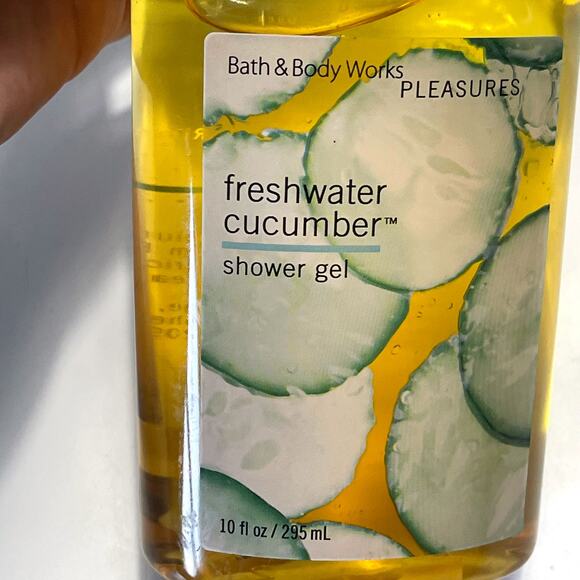 Bath & Body Works
PLEASURES
freshwater
cucumber™
shower gel
10 fl oz / 295 mL